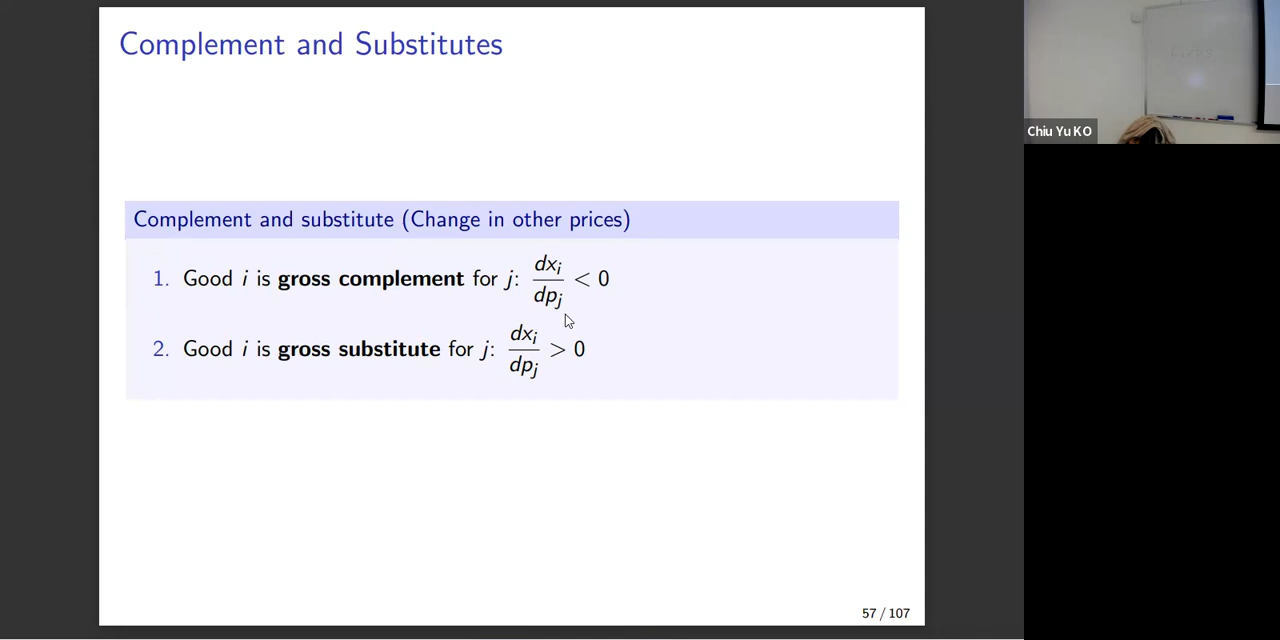 Complement and Substitutes
Complement and substitute (Change in other prices)
1. Good i is gross complement for j: dx_i/dp_j < 0
2. Good i is gross substitute for j: dx_i/dp_j > 0
57 / 107
Chiu Yu KO